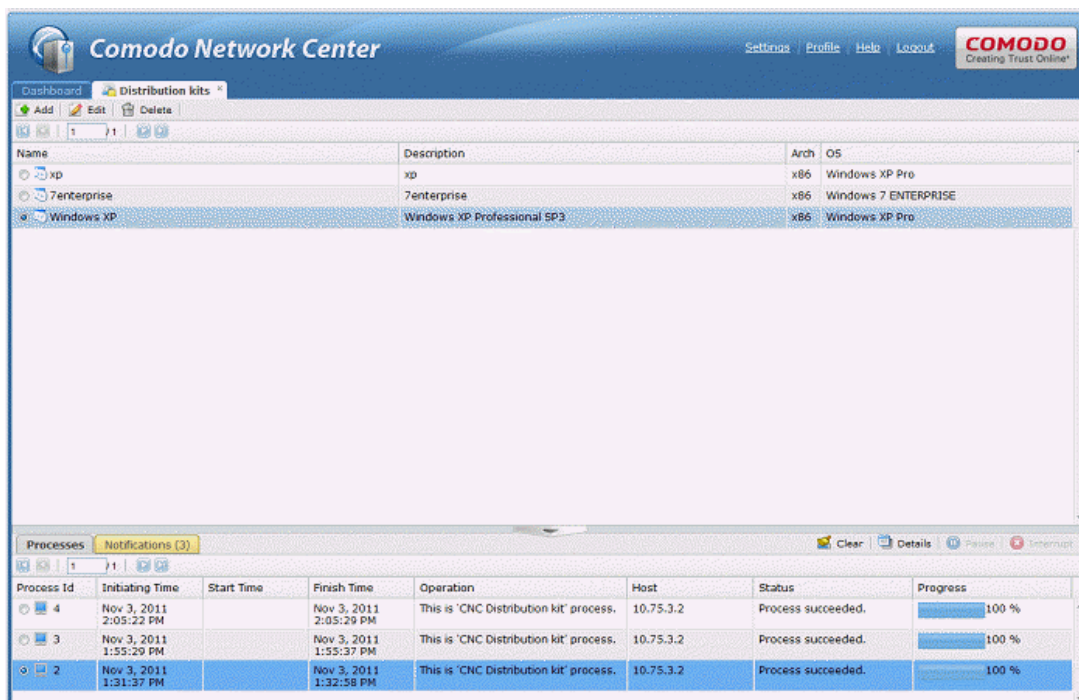 Comodo Network Center
Settings Profile Help Logout
COMODO
Creating Trust Online®
Dashboard Distribution kits
Add Edit Delete
1 /1
Name Description Arch OS
xp xp x86 Windows XP Pro
7enterprise 7enterprise x86 Windows 7 ENTERPRISE
Windows XP Windows XP Professional SP3 x86 Windows XP Pro
Processes Notifications (3) Clear Details Pause Interrupt
1 /1
Process Id Initiating Time Start Time Finish Time Operation Host Status Progress
4 Nov 3, 2011 2:05:22 PM Nov 3, 2011 2:05:29 PM This is 'CNC Distribution kit' process. 10.75.3.2 Process succeeded. 100 %
3 Nov 3, 2011 1:55:29 PM Nov 3, 2011 1:55:37 PM This is 'CNC Distribution kit' process. 10.75.3.2 Process succeeded. 100 %
2 Nov 3, 2011 1:31:37 PM Nov 3, 2011 1:32:58 PM This is 'CNC Distribution kit' process. 10.75.3.2 Process succeeded. 100 %